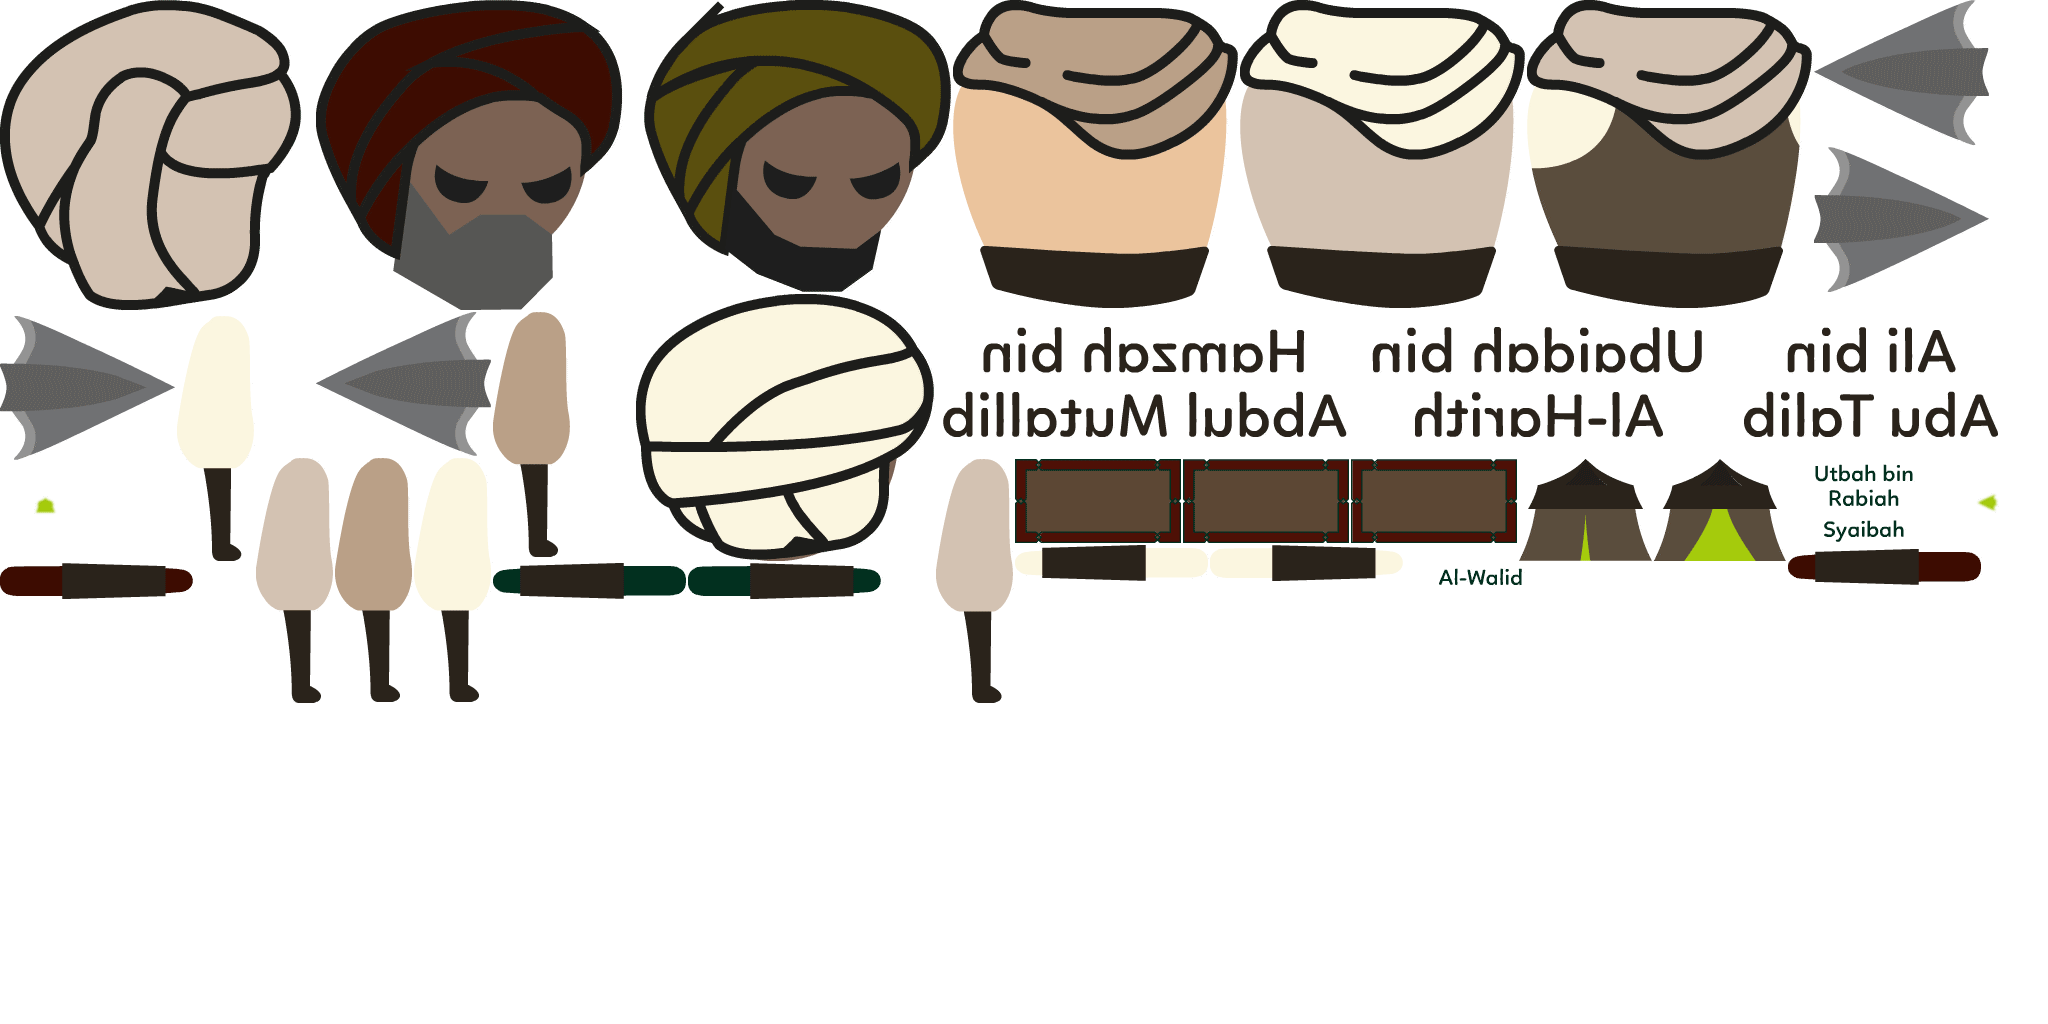 Hamzah bin
Abdul Mutallib
Ubaidah bin
Al-Harith
Ali bin
Abu Talib
Utbah bin
Rabiah
Syaibah
Al-Walid